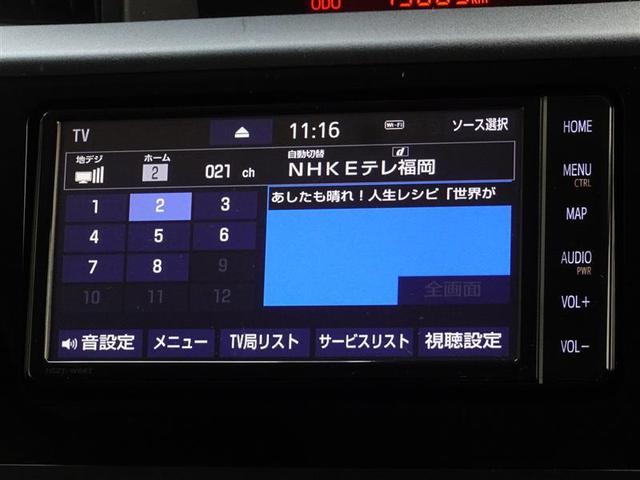 ODO km
TV 11:16 Wi-Fi ソース選択
地デジ ホーム 2 021 ch 自動切替 d
NHKEテレ福岡
あしたも晴れ!人生レシピ「世界が
1 2 3
4 5 6
7 8 9
10 11 12
全画面
音設定 メニュー TV局リスト サービスリスト 視聴設定
HOME
MENU
CTRL
MAP
AUDIO
PWR
VOL+
VOL−